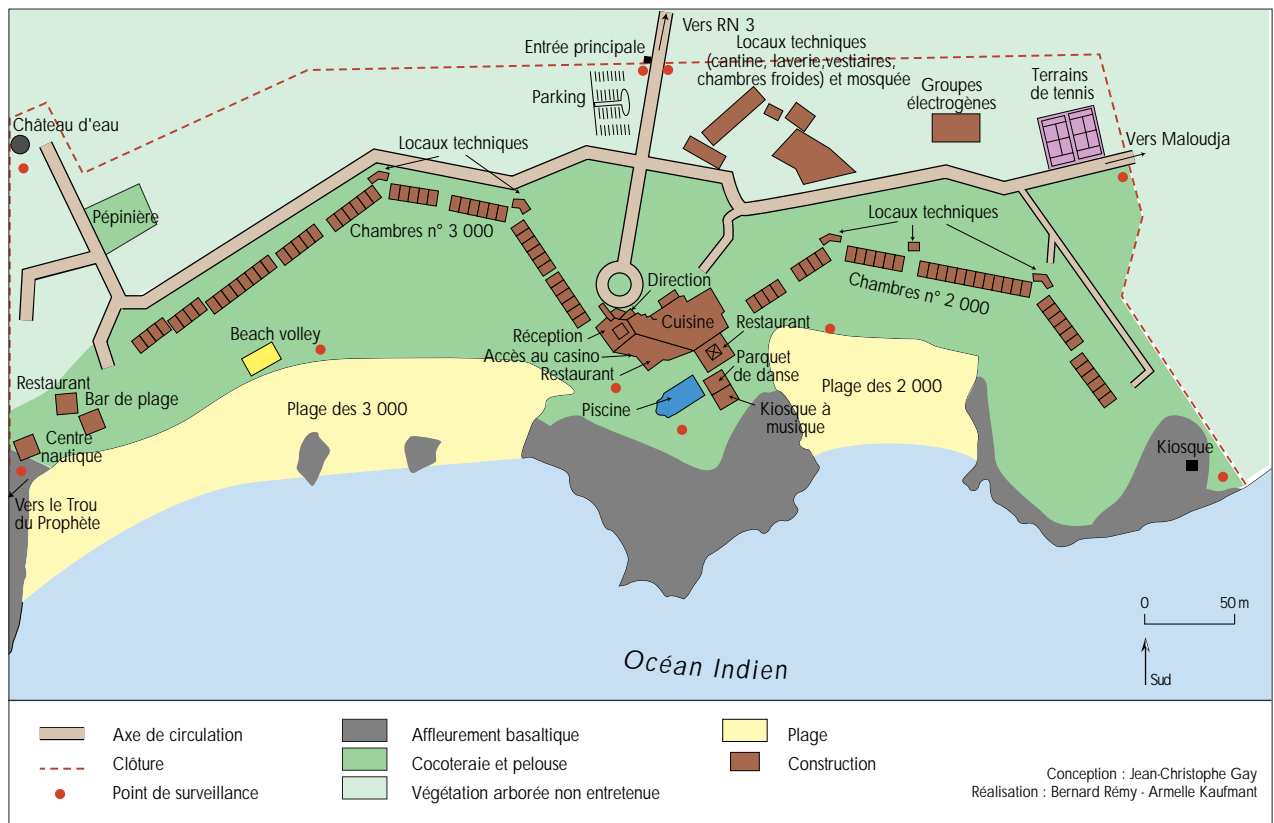 Vers RN 3
Entrée principale
Locaux techniques
(cantine, laverie,vestiaires,
chambres froides) et mosquée
Parking
Groupes
électrogènes
Terrains
de tennis
Château d'eau
Locaux techniques
Vers Maloudja
Pépinière
Chambres n° 3 000
Locaux techniques
Direction
Chambres n° 2 000
Cuisine
Restaurant
Beach volley
Réception
Accès au casino
Restaurant
Parquet
de danse
Restaurant
Bar de plage
Plage des 3 000
Piscine
Plage des 2 000
Kiosque à
musique
Centre
nautique
Kiosque
Vers le Trou
du Prophète
0 50 m
Océan Indien
Sud
Axe de circulation
Clôture
Point de surveillance
Affleurement basaltique
Cocoteraie et pelouse
Végétation arborée non entretenue
Plage
Construction
Conception : Jean-Christophe Gay
Réalisation : Bernard Rémy - Armelle Kaufmant